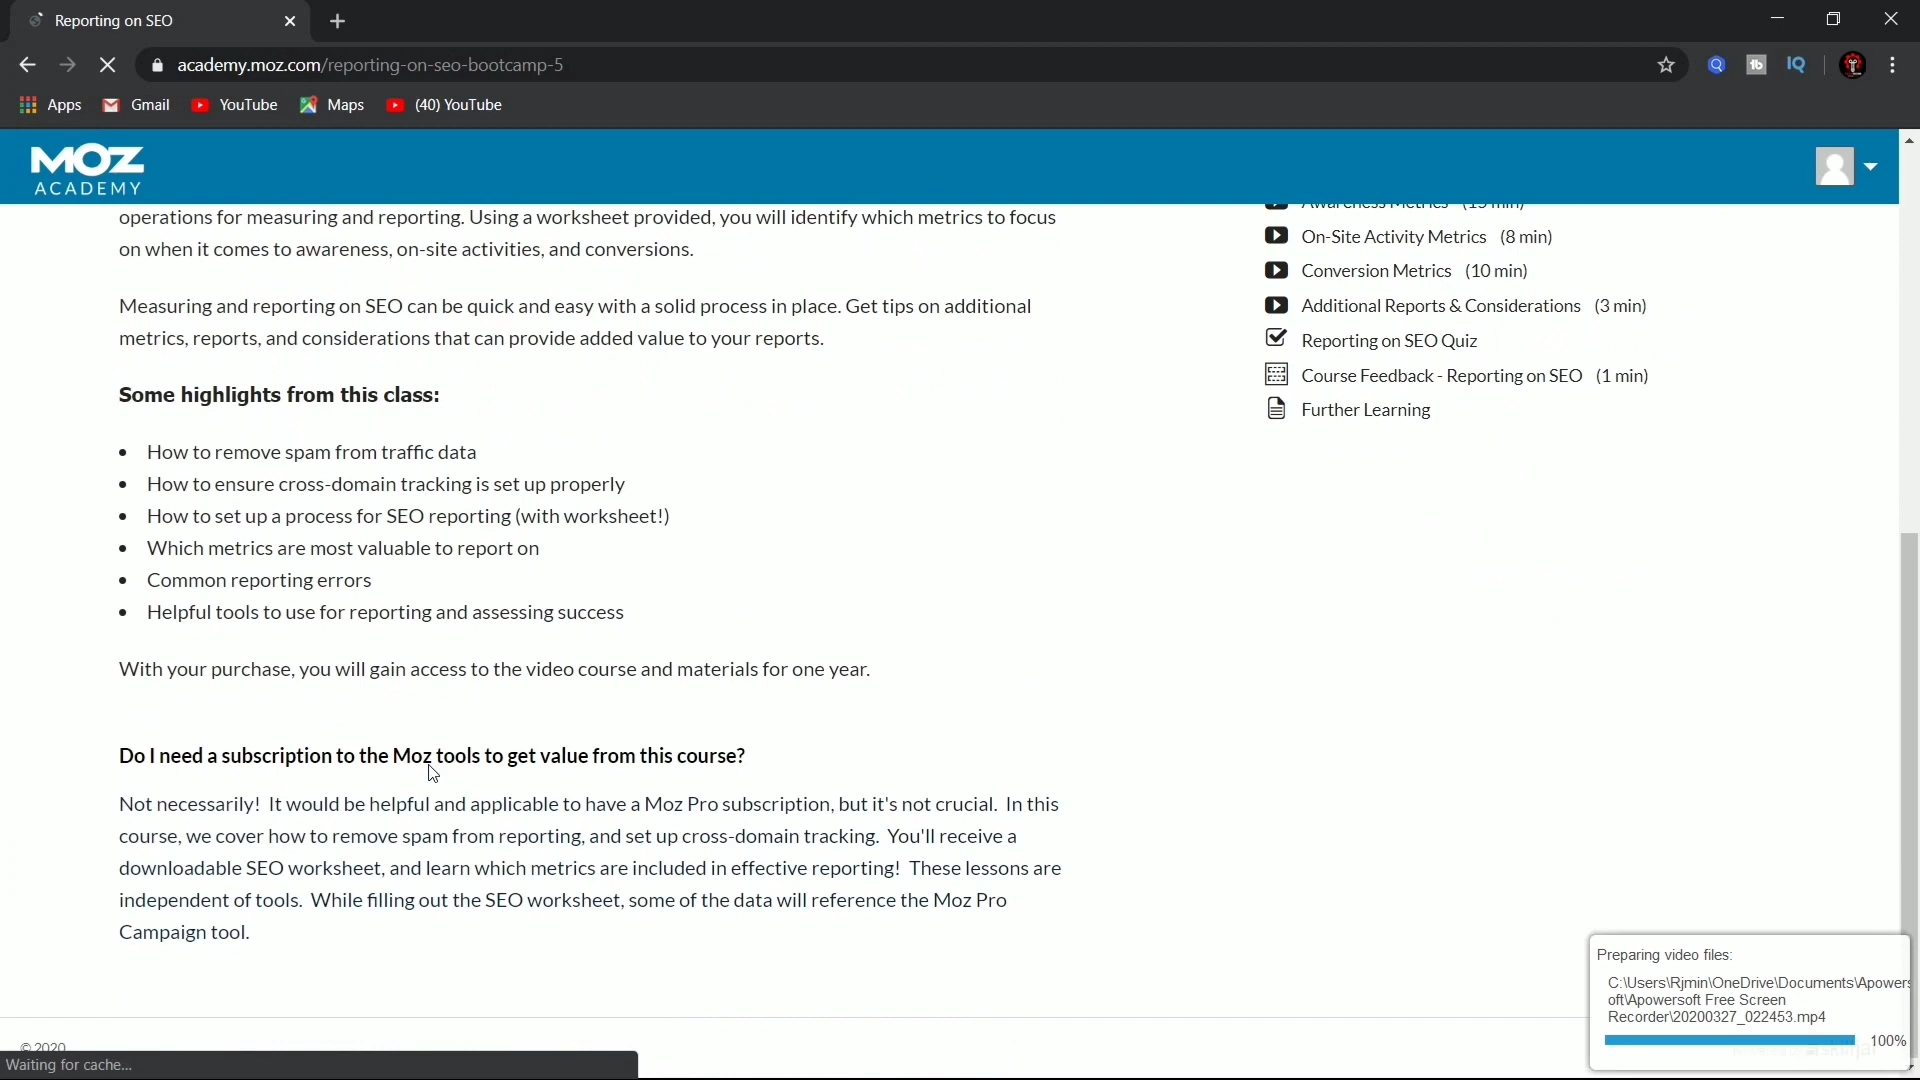 Reporting on SEO
academy.moz.com/reporting-on-seo-bootcamp-5
Apps
Gmail
YouTube
Maps
(40) YouTube
MOZ
ACADEMY
operations for measuring and reporting. Using a worksheet provided, you will identify which metrics to focus
on when it comes to awareness, on-site activities, and conversions.
Measuring and reporting on SEO can be quick and easy with a solid process in place. Get tips on additional
metrics, reports, and considerations that can provide added value to your reports.
Some highlights from this class:
• How to remove spam from traffic data
• How to ensure cross-domain tracking is set up properly
• How to set up a process for SEO reporting (with worksheet!)
• Which metrics are most valuable to report on
• Common reporting errors
• Helpful tools to use for reporting and assessing success
With your purchase, you will gain access to the video course and materials for one year.
Do I need a subscription to the Moz tools to get value from this course?
Not necessarily! It would be helpful and applicable to have a Moz Pro subscription, but it's not crucial. In this
course, we cover how to remove spam from reporting, and set up cross-domain tracking. You'll receive a
downloadable SEO worksheet, and learn which metrics are included in effective reporting! These lessons are
independent of tools. While filling out the SEO worksheet, some of the data will reference the Moz Pro
Campaign tool.
Awareness Metrics
On-Site Activity Metrics (8 min)
Conversion Metrics (10 min)
Additional Reports & Considerations (3 min)
Reporting on SEO Quiz
Course Feedback - Reporting on SEO (1 min)
Further Learning
© 2020
Waiting for cache...
Preparing video files:
C:\Users\Rjmin\OneDrive\Documents\Apowers
oft\Apowersoft Free Screen
Recorder\20200327_022453.mp4
100%